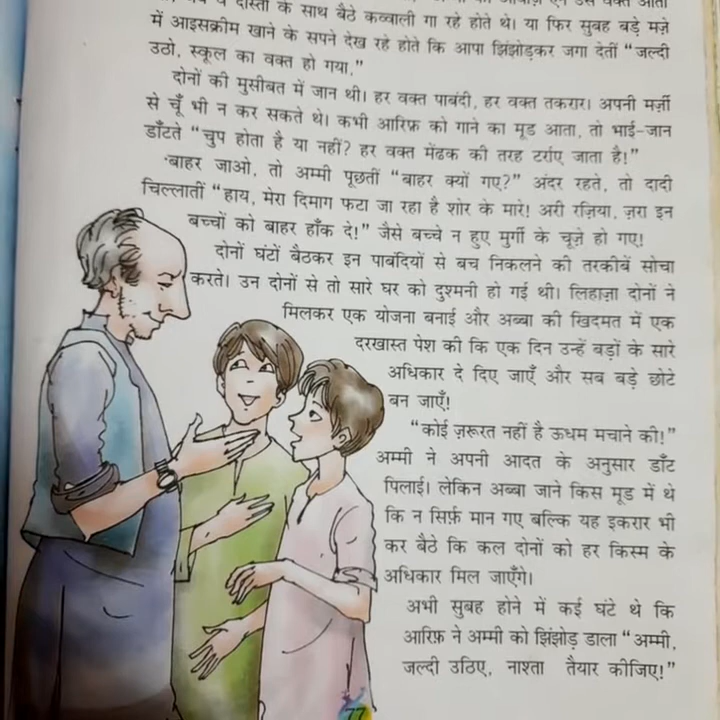 दोस्तों के साथ बैठे कव्वाली गा रहे होते थे। या फिर सुबह बड़े मज़े
में आइसक्रीम खाने के सपने देख रहे होते कि आपा झिंझोड़कर जगा देतीं “जल्दी
उठो, स्कूल का वक्त हो गया,”
दोनों की मुसीबत में जान थी। हर वक्त पाबंदी, हर वक्त तकरार। अपनी मर्ज़ी
से चूँ भी न कर सकते थे। कभी आरिफ़ को गाने का मूड आता, तो भाई-जान
डाँटते “चुप होता है या नहीं? हर वक्त मेंढक की तरह टर्राए जाता है!”
बाहर जाओ, तो अम्मी पूछतीं “बाहर क्यों गए?” अंदर रहते, तो दादी
चिल्लातीं “हाय, मेरा दिमाग फटा जा रहा है शोर के मारे! अरी रज़िया, ज़रा इन
बच्चों को बाहर हाँक दे!” जैसे बच्चे न हुए मुर्गी के चूज़े हो गए!
दोनों घंटों बैठकर इन पाबंदियों से बच निकलने की तरकीबें सोचा
करते। उन दोनों से तो सारे घर को दुश्मनी हो गई थी। लिहाज़ा दोनों ने
मिलकर एक योजना बनाई और अब्बा की खिदमत में एक
दरखास्त पेश की कि एक दिन उन्हें बड़ों के सारे
अधिकार दे दिए जाएँ और सब बड़े छोटे
बन जाएँ!
“कोई ज़रूरत नहीं है ऊधम मचाने की!”
अम्मी ने अपनी आदत के अनुसार डाँट
पिलाई। लेकिन अब्बा जाने किस मूड में थे
कि न सिर्फ़ मान गए बल्कि यह इकरार भी
कर बैठे कि कल दोनों को हर किस्म के
अधिकार मिल जाएँगे।
अभी सुबह होने में कई घंटे थे कि
आरिफ़ ने अम्मी को झिंझोड़ डाला “अम्मी,
जल्दी उठिए, नाश्ता तैयार कीजिए!”
77